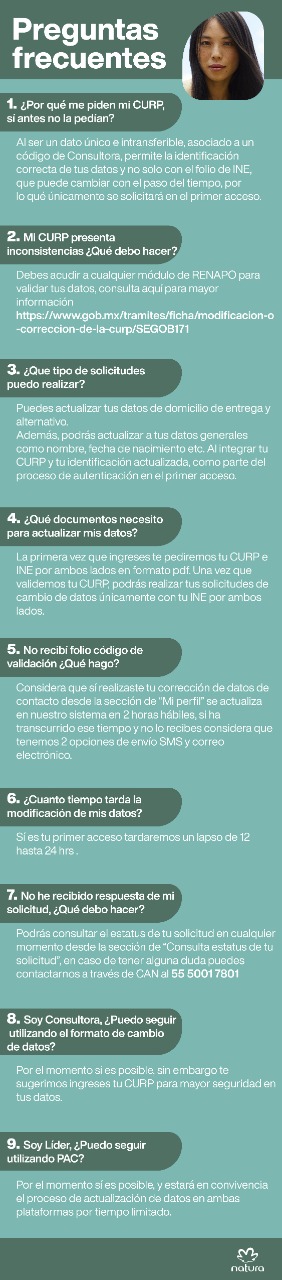 Preguntas
frecuentes
1. ¿Por qué me piden mi CURP,
si antes no la pedían?
Al ser un dato único e intransferible, asociado a un
código de Consultora, permite la identificación
correcta de tus datos y no solo con el folio de INE,
que puede cambiar con el paso del tiempo, por
lo qué únicamente se solicitará en el primer acceso.
2. Mi CURP presenta
inconsistencias ¿Qué debo hacer?
Debes acudir a cualquier módulo de RENAPO para
validar tus datos, consulta aquí para mayor
información
https://www.gob.mx/tramites/ficha/modificacion-o
-correccion-de-la-curp/SEGOB171
3. ¿Que tipo de solicitudes
puedo realizar?
Puedes actualizar tus datos de domicilio de entrega y
alternativo.
Además, podrás actualizar a tus datos generales
como nombre, fecha de nacimiento etc. Al integrar tu
CURP y tu identificación actualizada, como parte del
proceso de autenticación en el primer acceso.
4. ¿Qué documentos necesito
para actualizar mis datos?
La primera vez que ingreses te pediremos tu CURP e
INE por ambos lados en formato pdf. Una vez que
validemos tu CURP, podrás realizar tus solicitudes de
cambio de datos únicamente con tu INE por ambos
lados.
5. No recibí folio código de
validación ¿Qué hago?
Considera que sí realizaste tu corrección de datos de
contacto desde la sección de "Mi perfil" se actualiza
en nuestro sistema en 2 horas hábiles, si ha
transcurrido ese tiempo y no lo recibes considera que
tenemos 2 opciones de envío SMS y correo
electrónico.
6. ¿Cuanto tiempo tarda la
modificación de mis datos?
Sí es tu primer acceso tardaremos un lapso de 12
hasta 24 hrs .
7. No he recibido respuesta de mi
solicitud, ¿Qué debo hacer?
Podrás consultar el estatus de tu solicitud en cualquier
momento desde la sección de "Consulta estatus de tu
solicitud", en caso de tener alguna duda puedes
contactarnos a través de CAN al 55 5001 7801
8. Soy Consultora, ¿Puedo seguir
utilizando el formato de cambio
de datos?
Por el momento si es posible, sin embargo te
sugerimos ingreses tu CURP para mayor seguridad en
tus datos.
9. Soy Líder, ¿Puedo seguir
utilizando PAC?
Por el momento sí es posible, y estará en convivencia
el proceso de actualización de datos en ambas
plataformas por tiempo limitado.
natura